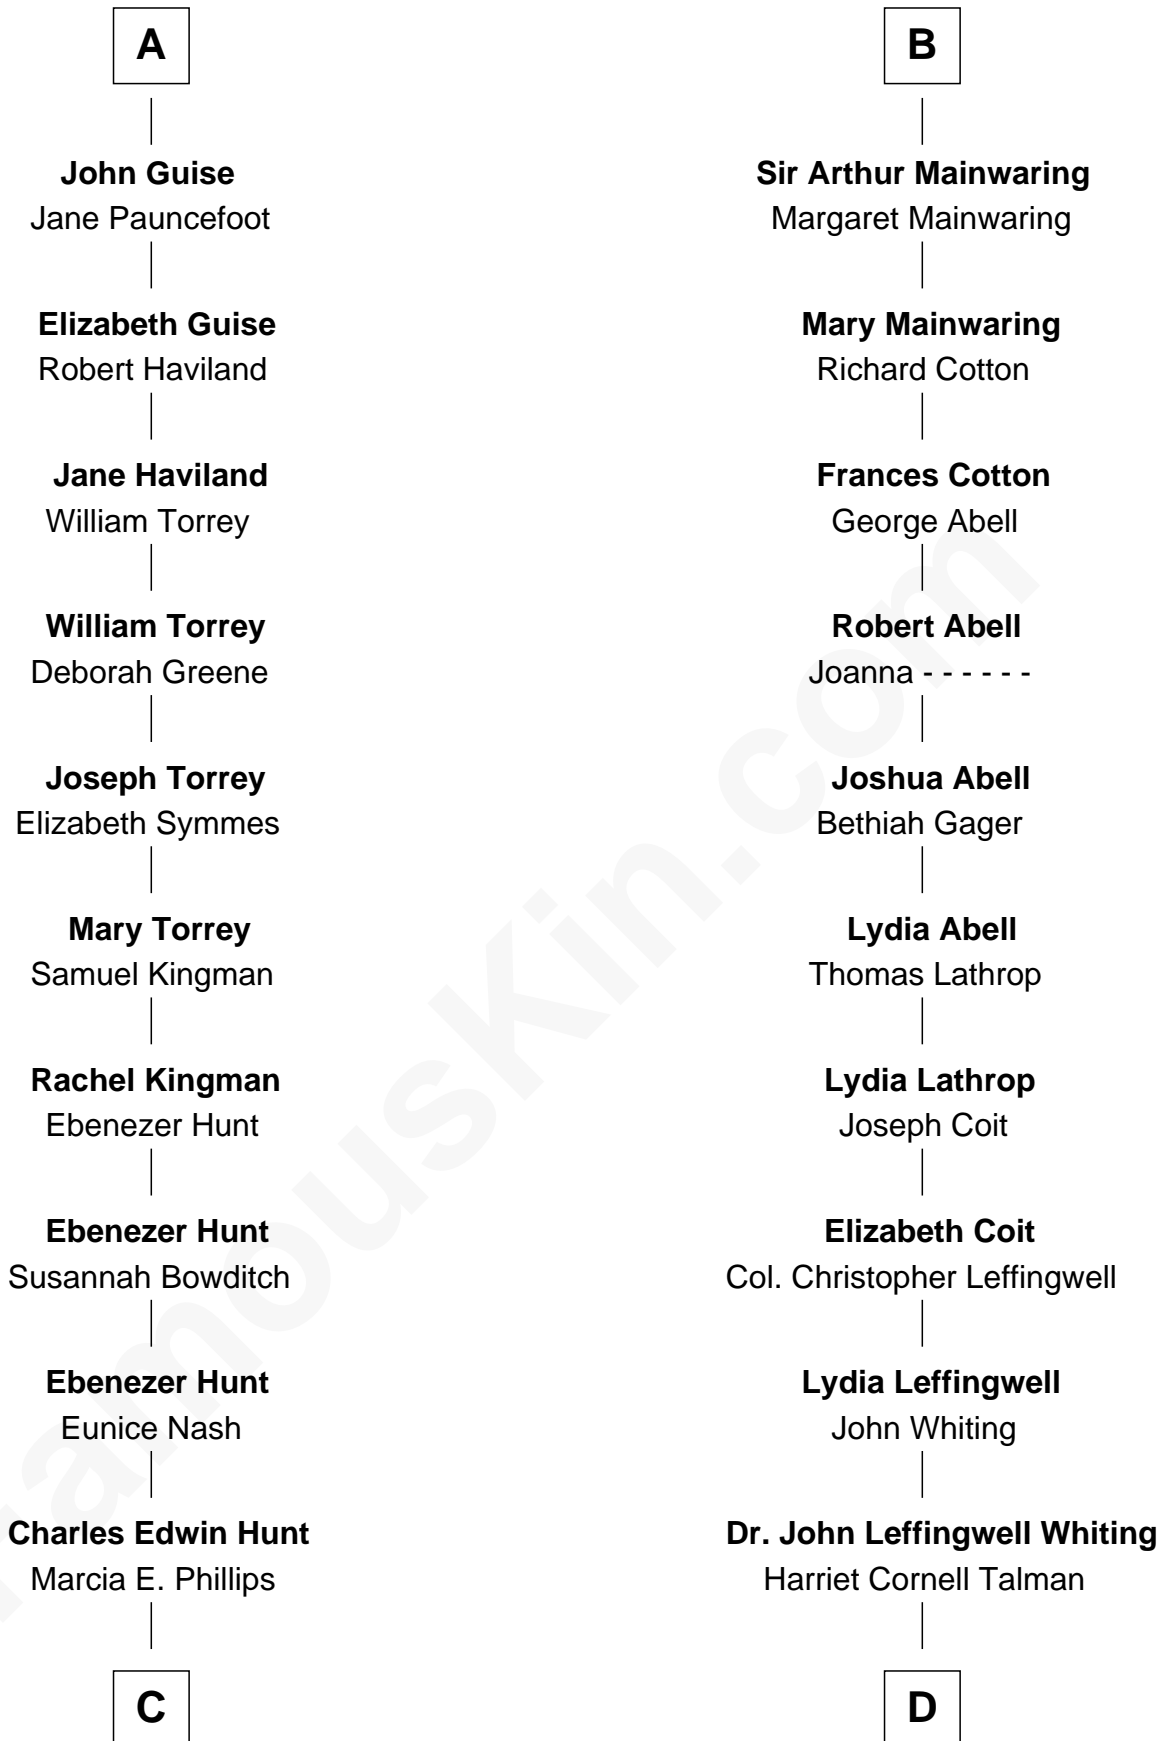 A
John Guise
Jane Pauncefoot
Elizabeth Guise
Robert Haviland
Jane Haviland
William Torrey
William Torrey
Deborah Greene
Joseph Torrey
Elizabeth Symmes
Mary Torrey
Samuel Kingman
Rachel Kingman
Ebenezer Hunt
Ebenezer Hunt
Susannah Bowditch
Ebenezer Hunt
Eunice Nash
Charles Edwin Hunt
Marcia E. Phillips
C
B
Sir Arthur Mainwaring
Margaret Mainwaring
Mary Mainwaring
Richard Cotton
Frances Cotton
George Abell
Robert Abell
Joanna - - - - - -
Joshua Abell
Bethiah Gager
Lydia Abell
Thomas Lathrop
Lydia Lathrop
Joseph Coit
Elizabeth Coit
Col. Christopher Leffingwell
Lydia Leffingwell
John Whiting
Dr. John Leffingwell Whiting
Harriet Cornell Talman
D
FamousKin.com